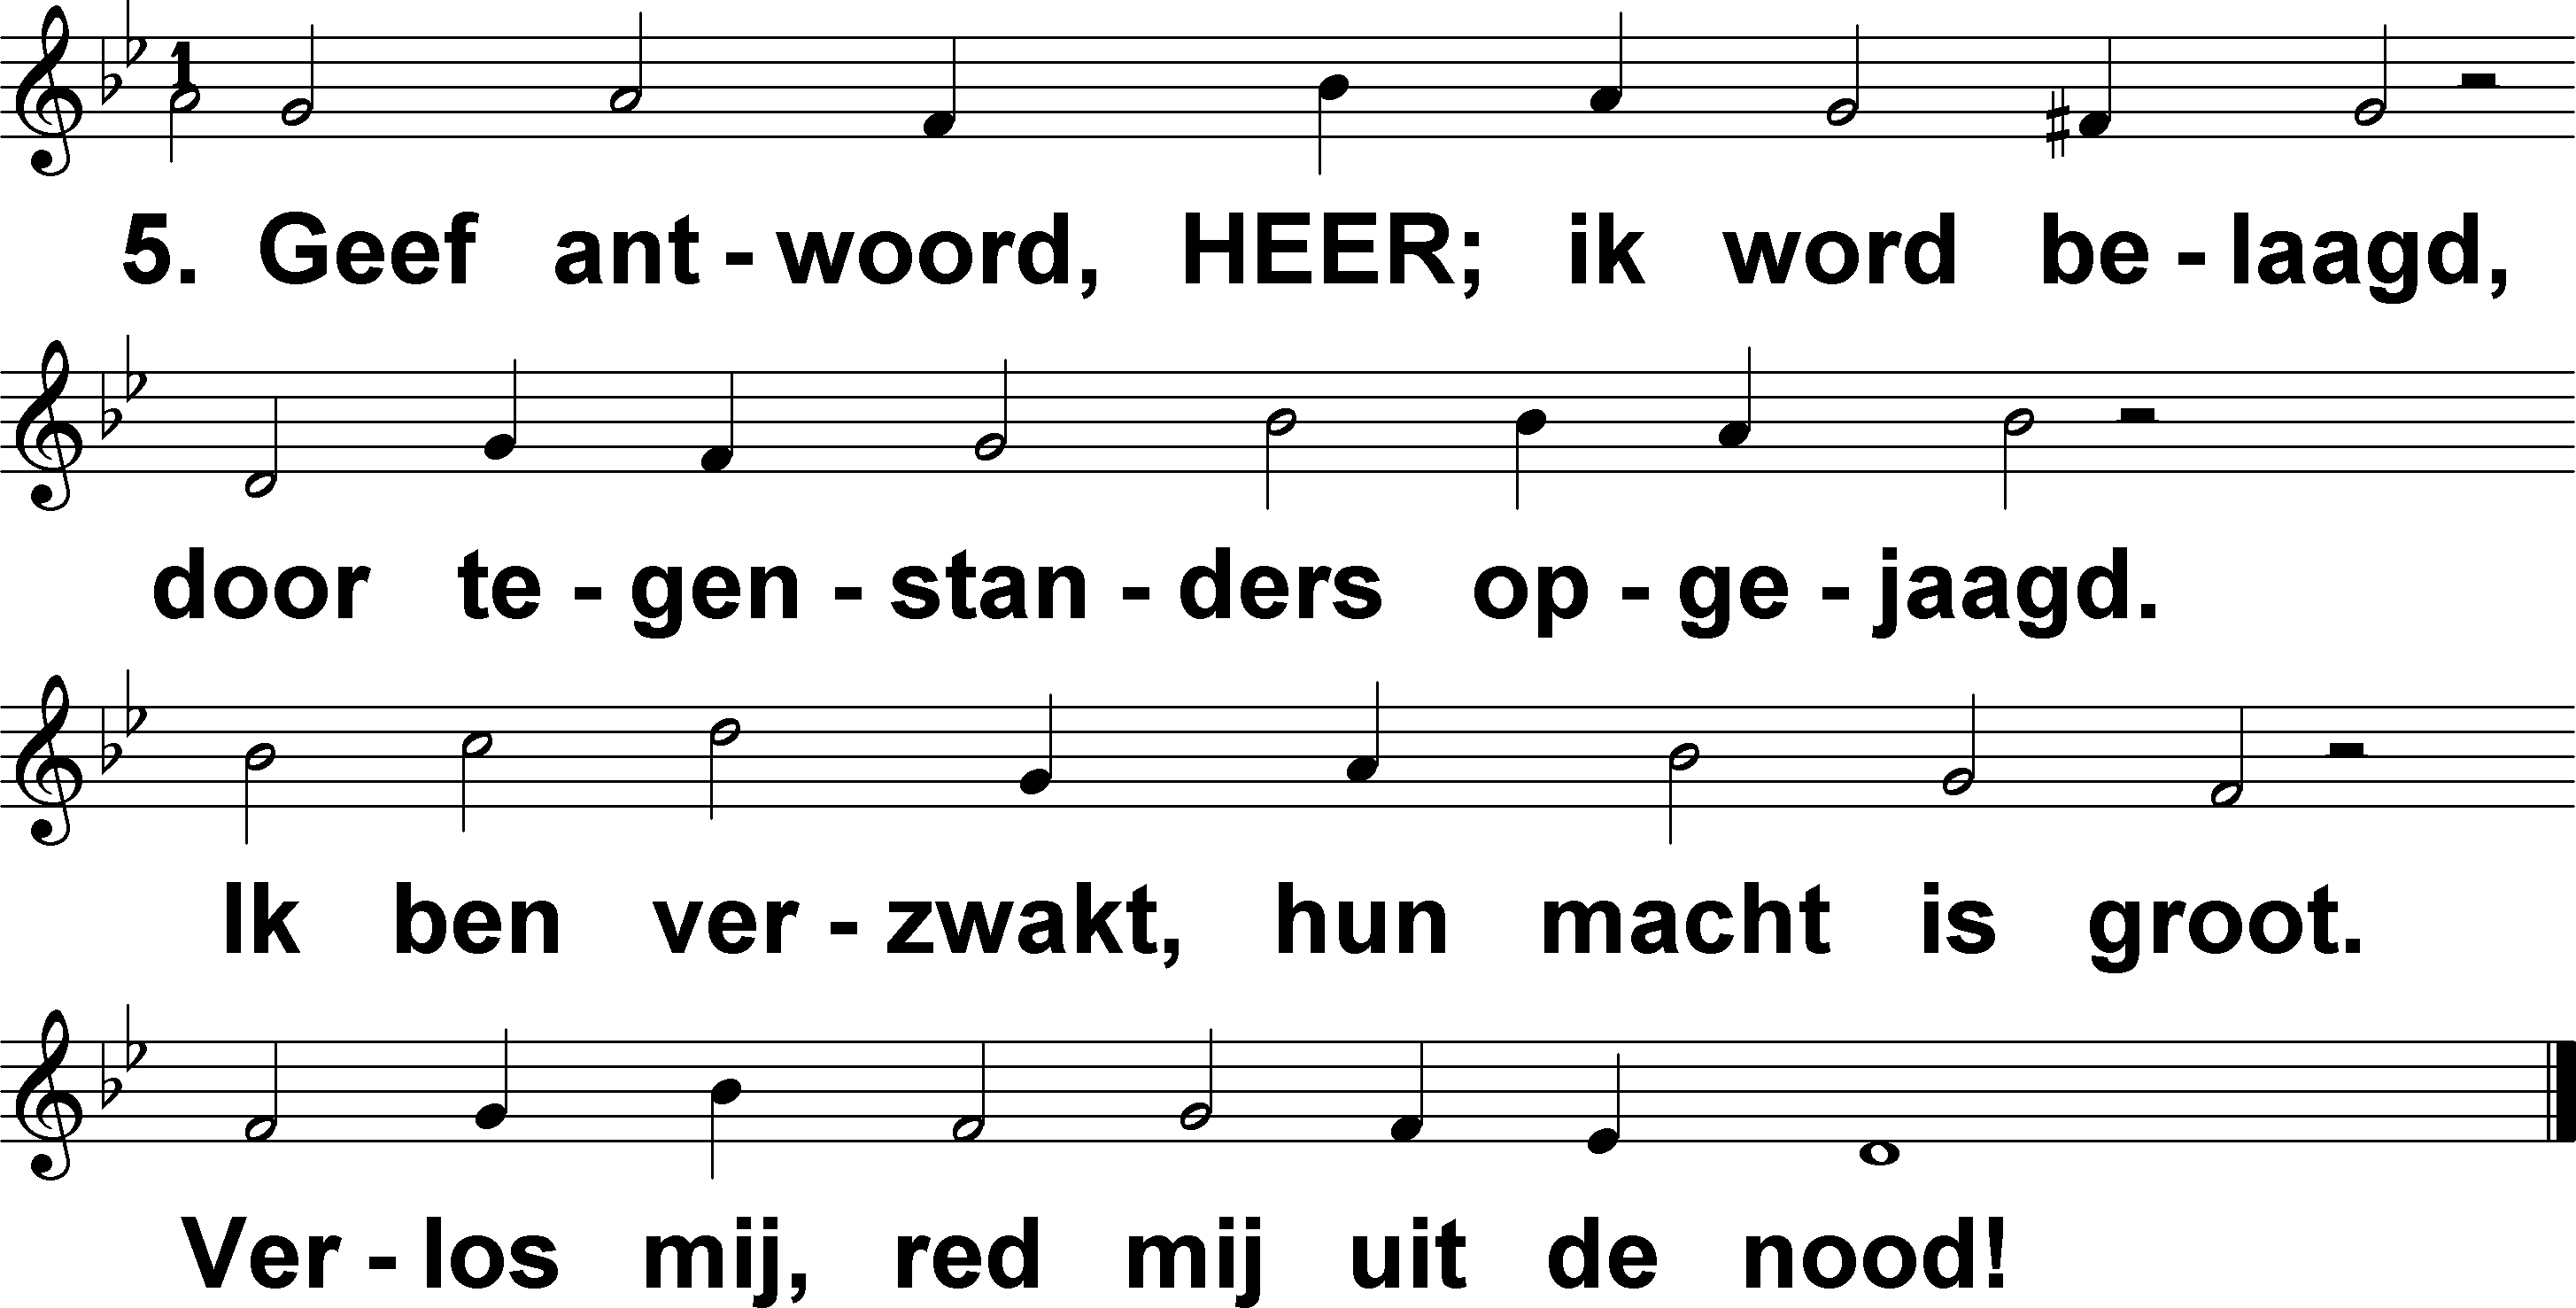 1
5. Geef ant - woord, HEER; ik word be - laagd,
door te - gen - stan - ders op - ge - jaagd.
Ik ben ver - zwakt, hun macht is groot.
Ver - los mij, red mij uit de nood!